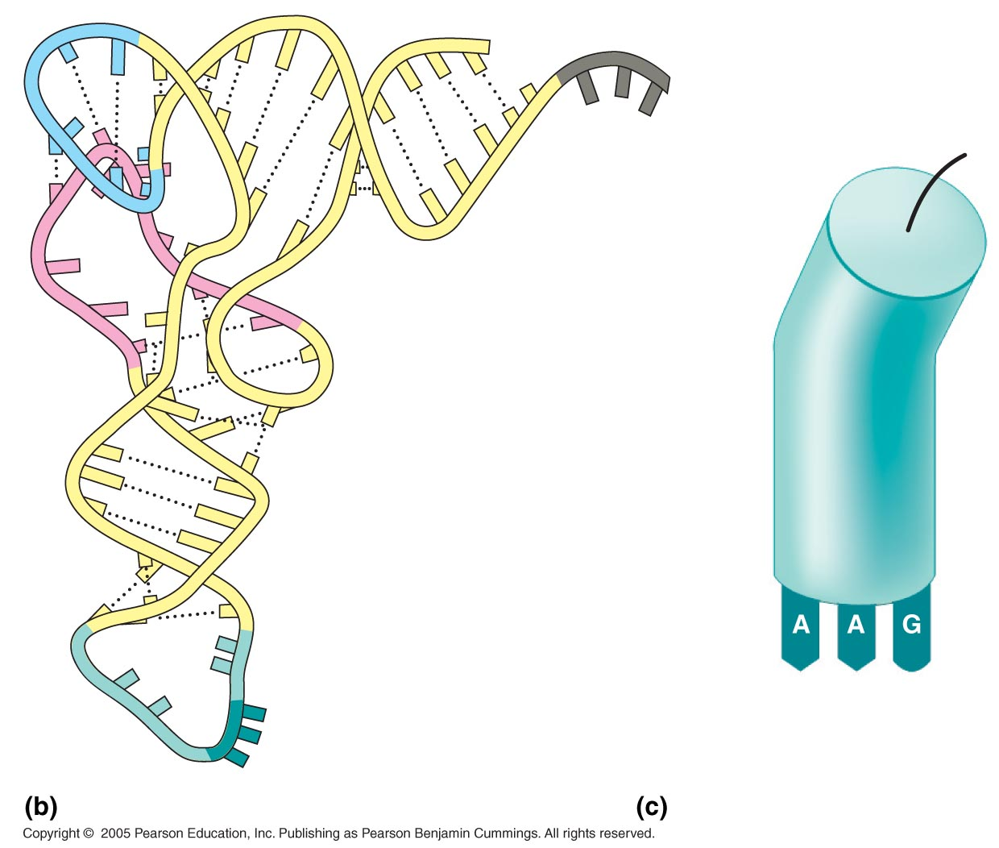 A A G
(b) (c)
Copyright © 2005 Pearson Education, Inc. Publishing as Pearson Benjamin Cummings. All rights reserved.